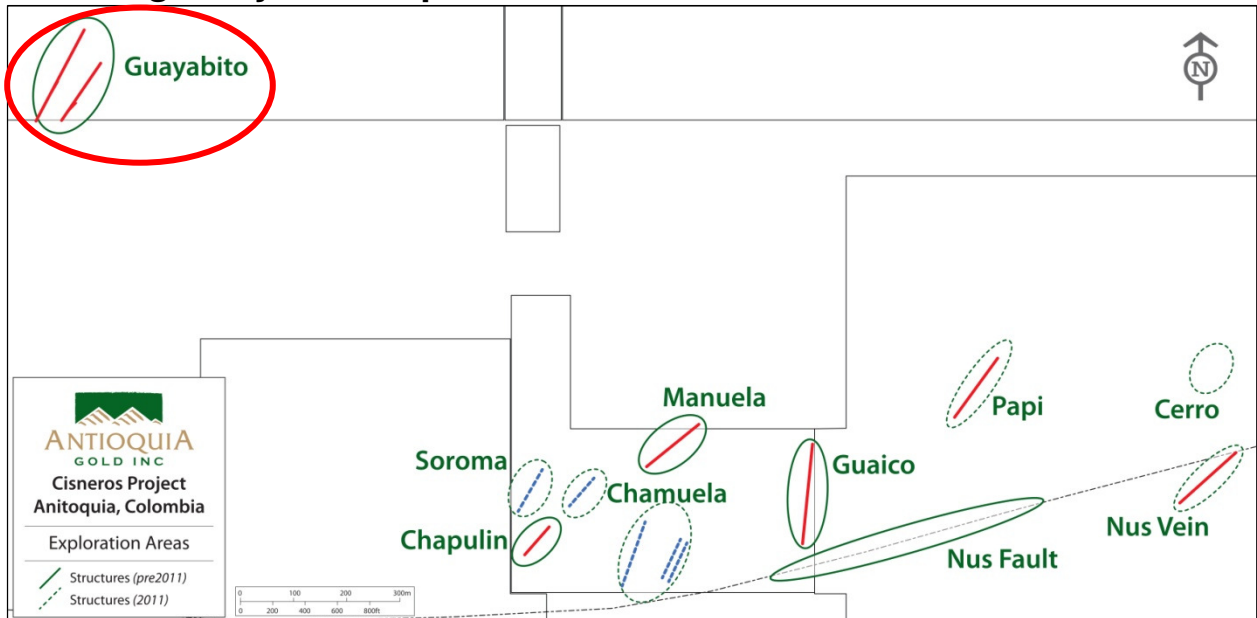 Guayabito
N
Manuela
Papi
Cerro
Soroma
Chamuela
Guaico
Chapulin
Nus Vein
Nus Fault
ANTIOQUIA
GOLD INC
Cisneros Project
Anitoquia, Colombia
Exploration Areas
Structures (pre2011)
Structures (2011)
0 100 200 300m
0 200 400 600 800ft